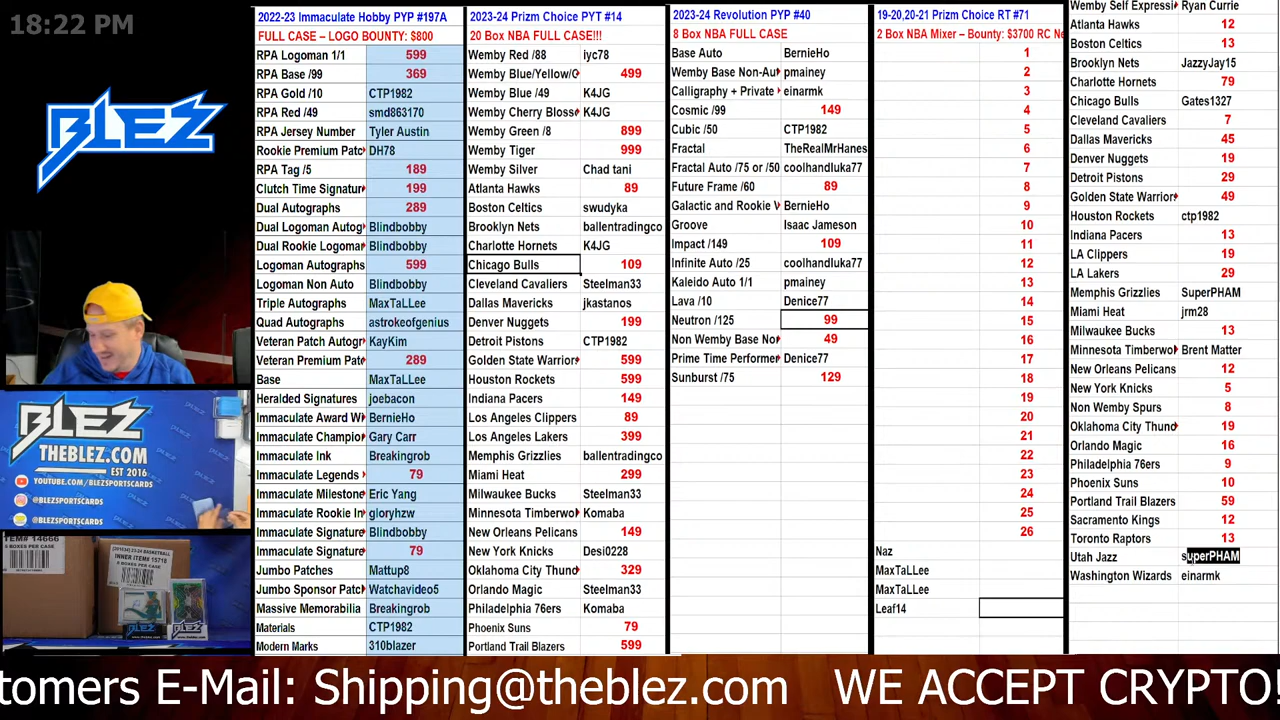 18:22 PM
BLEZ
BLEZ
THEBLEZ.COM
EST 2016
YOUTUBE.COM/BLEZSPORTSCARDS
@BLEZSPORTSCARDS
@BLEZSPORTSCARDS
ITEM# 14666
INNER ITEM# 15718
BLEZ
2022-23 Immaculate Hobby PYP #197A
FULL CASE – LOGO BOUNTY: $800
RPA Logoman 1/1 599
RPA Base /99 369
RPA Gold /10 CTP1982
RPA Red /49 smd863170
RPA Jersey Number Tyler Austin
Rookie Premium Patc DH78
RPA Tag /5 189
Clutch Time Signatur 199
Dual Autographs 289
Dual Logoman Autog Blindbobby
Dual Rookie Logomar Blindbobby
Logoman Autographs 599
Logoman Non Auto Blindbobby
Triple Autographs MaxTaLLee
Quad Autographs astrokeofgenius
Veteran Patch Autogr KayKim
Veteran Premium Pat 289
Base MaxTaLLee
Heralded Signatures joebacon
Immaculate Award Wi BernieHo
Immaculate Champio Gary Carr
Immaculate Ink Breakingrob
Immaculate Legends 79
Immaculate Milestone Eric Yang
Immaculate Rookie In gloryhzw
Immaculate Signature Blindbobby
Immaculate Signature 79
Jumbo Patches Mattup8
Jumbo Sponsor Patc Watchavideo5
Massive Memorabilia Breakingrob
Materials CTP1982
Modern Marks 310blazer
2023-24 Prizm Choice PYT #14
20 Box NBA FULL CASE!!!
Wemby Red /88 iyc78
Wemby Blue/Yellow/G 499
Wemby Blue /49 K4JG
Wemby Cherry Blosso K4JG
Wemby Green /8 899
Wemby Tiger 999
Wemby Silver Chad tani
Atlanta Hawks 89
Boston Celtics swudyka
Brooklyn Nets ballentradingco
Charlotte Hornets K4JG
Chicago Bulls 109
Cleveland Cavaliers Steelman33
Dallas Mavericks jkastanos
Denver Nuggets 199
Detroit Pistons CTP1982
Golden State Warrior 599
Houston Rockets 599
Indiana Pacers 149
Los Angeles Clippers 89
Los Angeles Lakers 399
Memphis Grizzlies ballentradingco
Miami Heat 299
Milwaukee Bucks Steelman33
Minnesota Timberwo Komaba
New Orleans Pelicans 149
New York Knicks Desi0228
Oklahoma City Thund 329
Orlando Magic Steelman33
Philadelphia 76ers Komaba
Phoenix Suns 79
Portland Trail Blazers 599
2023-24 Revolution PYP #40
8 Box NBA FULL CASE
Base Auto BernieHo
Wemby Base Non-Au pmainey
Calligraphy + Private einarmk
Cosmic /99 149
Cubic /50 CTP1982
Fractal TheRealMrHanes
Fractal Auto /75 or /50 coolhandluka77
Future Frame /60 89
Galactic and Rookie V BernieHo
Groove Isaac Jameson
Impact /149 109
Infinite Auto /25 coolhandluka77
Kaleido Auto 1/1 pmainey
Lava /10 Denice77
Neutron /125 99
Non Wemby Base No 49
Prime Time Performer Denice77
Sunburst /75 129
19-20,20-21 Prizm Choice RT #71
2 Box NBA Mixer – Bounty: $3700 RC Ne
1
2
3
4
5
6
7
8
9
10
11
12
13
14
15
16
17
18
19
20
21
22
23
24
25
26
Naz
MaxTaLLee
MaxTaLLee
Leaf14
Wemby Self Expressi Ryan Currie
Atlanta Hawks 12
Boston Celtics 13
Brooklyn Nets JazzyJay15
Charlotte Hornets 79
Chicago Bulls Gates1327
Cleveland Cavaliers 7
Dallas Mavericks 45
Denver Nuggets 19
Detroit Pistons 29
Golden State Warrior 49
Houston Rockets ctp1982
Indiana Pacers 13
LA Clippers 19
LA Lakers 29
Memphis Grizzlies SuperPHAM
Miami Heat jrm28
Milwaukee Bucks 13
Minnesota Timberwo Brent Matter
New Orleans Pelicans 12
New York Knicks 5
Non Wemby Spurs 8
Oklahoma City Thund 19
Orlando Magic 16
Philadelphia 76ers 9
Phoenix Suns 10
Portland Trail Blazers 59
Sacramento Kings 12
Toronto Raptors 13
Utah Jazz superPHAM
Washington Wizards einarmk
tomers E-Mail: Shipping@theblez.com WE ACCEPT CRYPTO!